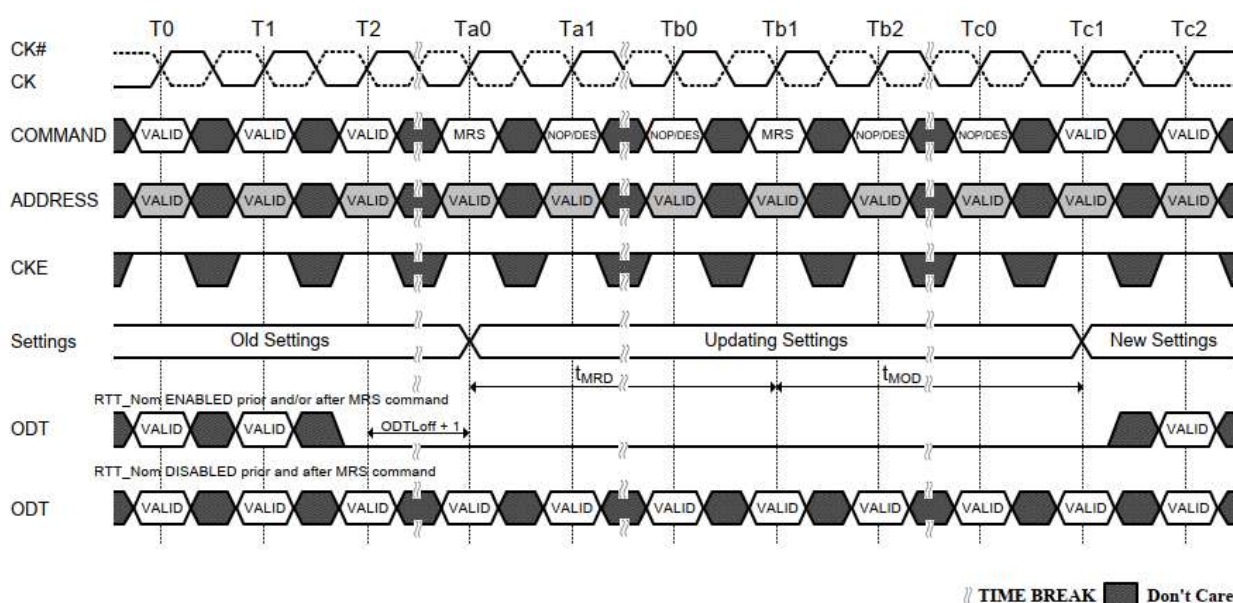 T0 T1 T2 Ta0 Ta1 Tb0 Tb1 Tb2 Tc0 Tc1 Tc2
CK#
CK
COMMAND VALID VALID VALID MRS NOP/DES NOP/DES MRS NOP/DES NOP/DES VALID VALID
ADDRESS VALID VALID VALID VALID VALID VALID VALID VALID VALID VALID VALID
CKE
Settings Old Settings Updating Settings New Settings
tMRD tMOD
RTT_Nom ENABLED prior and/or after MRS command
ODT VALID VALID ODTLoff + 1 VALID
RTT_Nom DISABLED prior and after MRS command
ODT VALID VALID VALID VALID VALID VALID VALID VALID VALID VALID VALID
TIME BREAK Don't Care